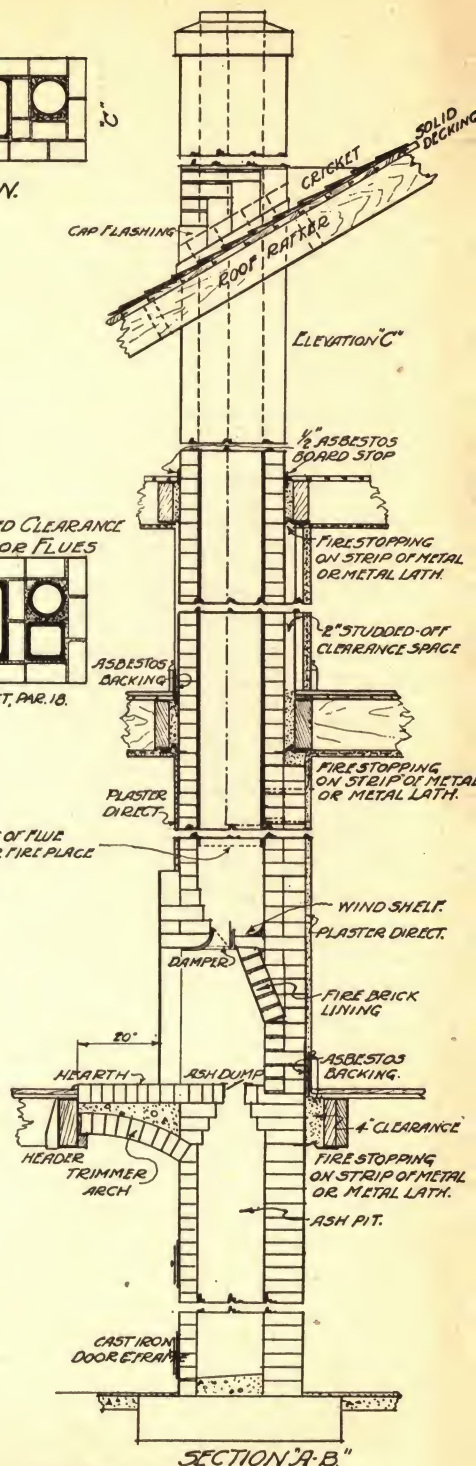 "C"
N.
SOLID
DECKING
CRICKET
CAP FLASHING
ROOF RAFTER
ELEVATION "C"
1/2" ASBESTOS
BOARD STOP
ED CLEARANCE
OR FLUES
FIRESTOPPING
ON STRIP OF METAL
OR METAL LATH.
2" STUDDED-OFF
CLEARANCE SPACE
ASBESTOS
BACKING
ET, PAR. 18.
FIRESTOPPING
ON STRIP OF METAL
OR METAL LATH.
PLASTER
DIRECT
OF FLUE
FIRE PLACE
WIND SHELF.
PLASTER DIRECT.
DAMPER
FIRE BRICK
LINING
20"
HEARTH
ASH DUMP
ASBESTOS
BACKING.
4" CLEARANCE
HEADER
TRIMMER
ARCH
FIRESTOPPING
ON STRIP OF METAL
OR METAL LATH.
ASH PIT.
CAST IRON
DOOR & FRAME
SECTION "A-B."